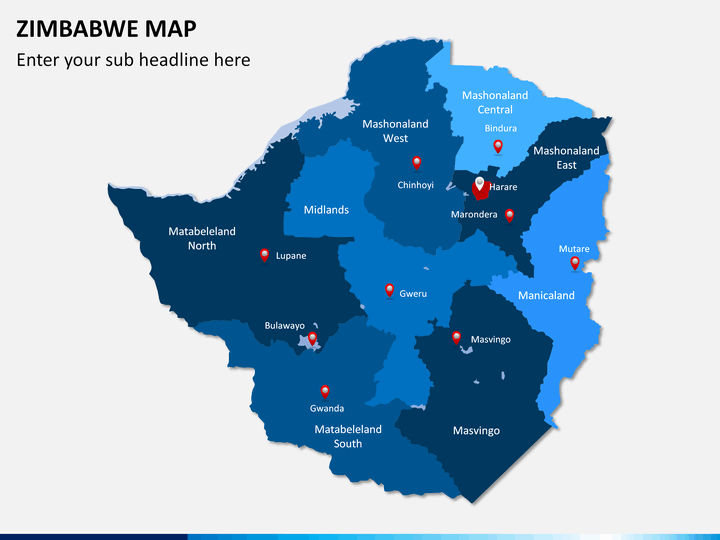 ZIMBABWE MAP
Enter your sub headline here
Mashonaland
Central
Bindura
Mashonaland
West
Mashonaland
East
Chinhoyi
Harare
Midlands
Marondera
Matabeleland
North
Lupane
Mutare
Gweru
Manicaland
Bulawayo
Masvingo
Gwanda
Matabeleland
South
Masvingo